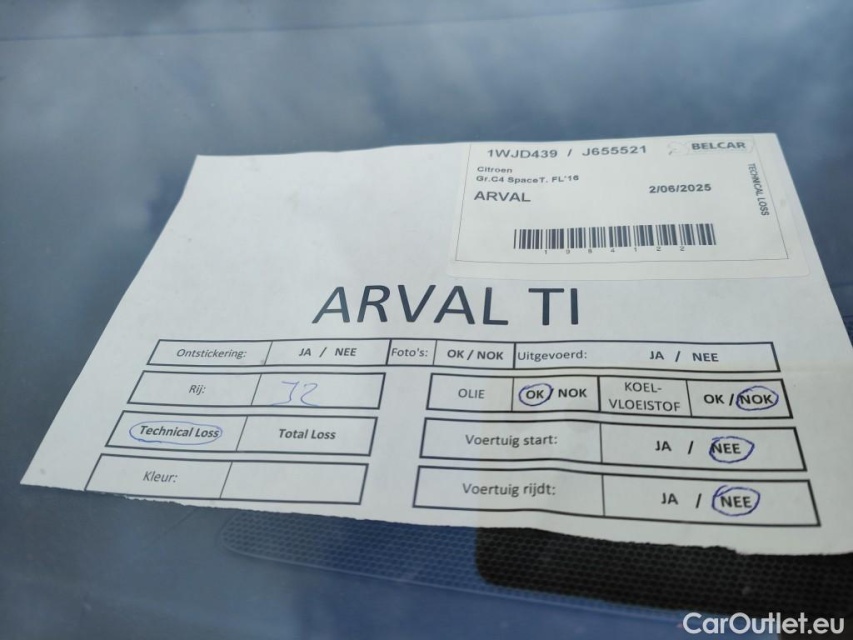 1WJD439 / J655521 BELCAR
Citroen
Gr.C4 SpaceT. FL'16
ARVAL 2/06/2025
TECHNICAL LOSS
1984122
ARVAL TI
Ontstickering: JA / NEE Foto's: OK / NOK Uitgevoerd: JA / NEE
Rij: 32 OLIE OK / NOK KOEL-VLOEISTOF OK / NOK
Technical Loss Total Loss Voertuig start: JA / NEE
Kleur: Voertuig rijdt: JA / NEE
CarOutlet.eu